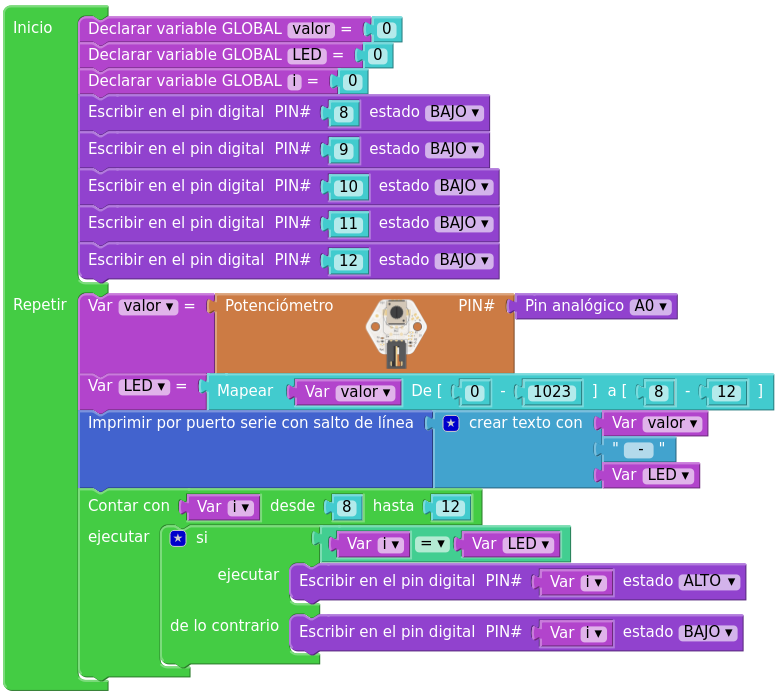 Inicio
Declarar variable GLOBAL valor = 0
Declarar variable GLOBAL LED = 0
Declarar variable GLOBAL i = 0
Escribir en el pin digital PIN# 8 estado BAJO ▾
Escribir en el pin digital PIN# 9 estado BAJO ▾
Escribir en el pin digital PIN# 10 estado BAJO ▾
Escribir en el pin digital PIN# 11 estado BAJO ▾
Escribir en el pin digital PIN# 12 estado BAJO ▾
Repetir
Var valor ▾ = Potenciómetro PIN# Pin analógico A0 ▾
Var LED ▾ = Mapear Var valor ▾ De [ 0 - 1023 ] a [ 8 - 12 ]
Imprimir por puerto serie con salto de línea crear texto con Var valor ▾
" - "
Var LED ▾
Contar con Var i ▾ desde 8 hasta 12
ejecutar si Var i ▾ = ▾ Var LED ▾
ejecutar Escribir en el pin digital PIN# Var i ▾ estado ALTO ▾
de lo contrario Escribir en el pin digital PIN# Var i ▾ estado BAJO ▾